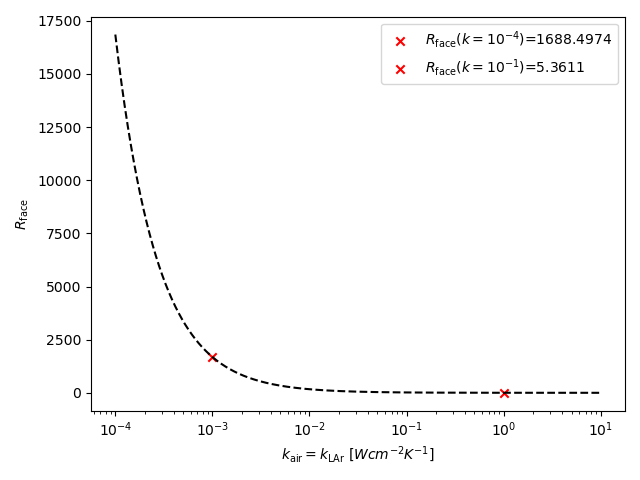 17500
15000
12500
10000
7500
5000
2500
0
R_face
R_face(k = 10^−4)=1688.4974
R_face(k = 10^−1)=5.3611
10^−4 10^−3 10^−2 10^−1 10^0 10^1
k_air = k_LAr [Wcm^−2K^−1]